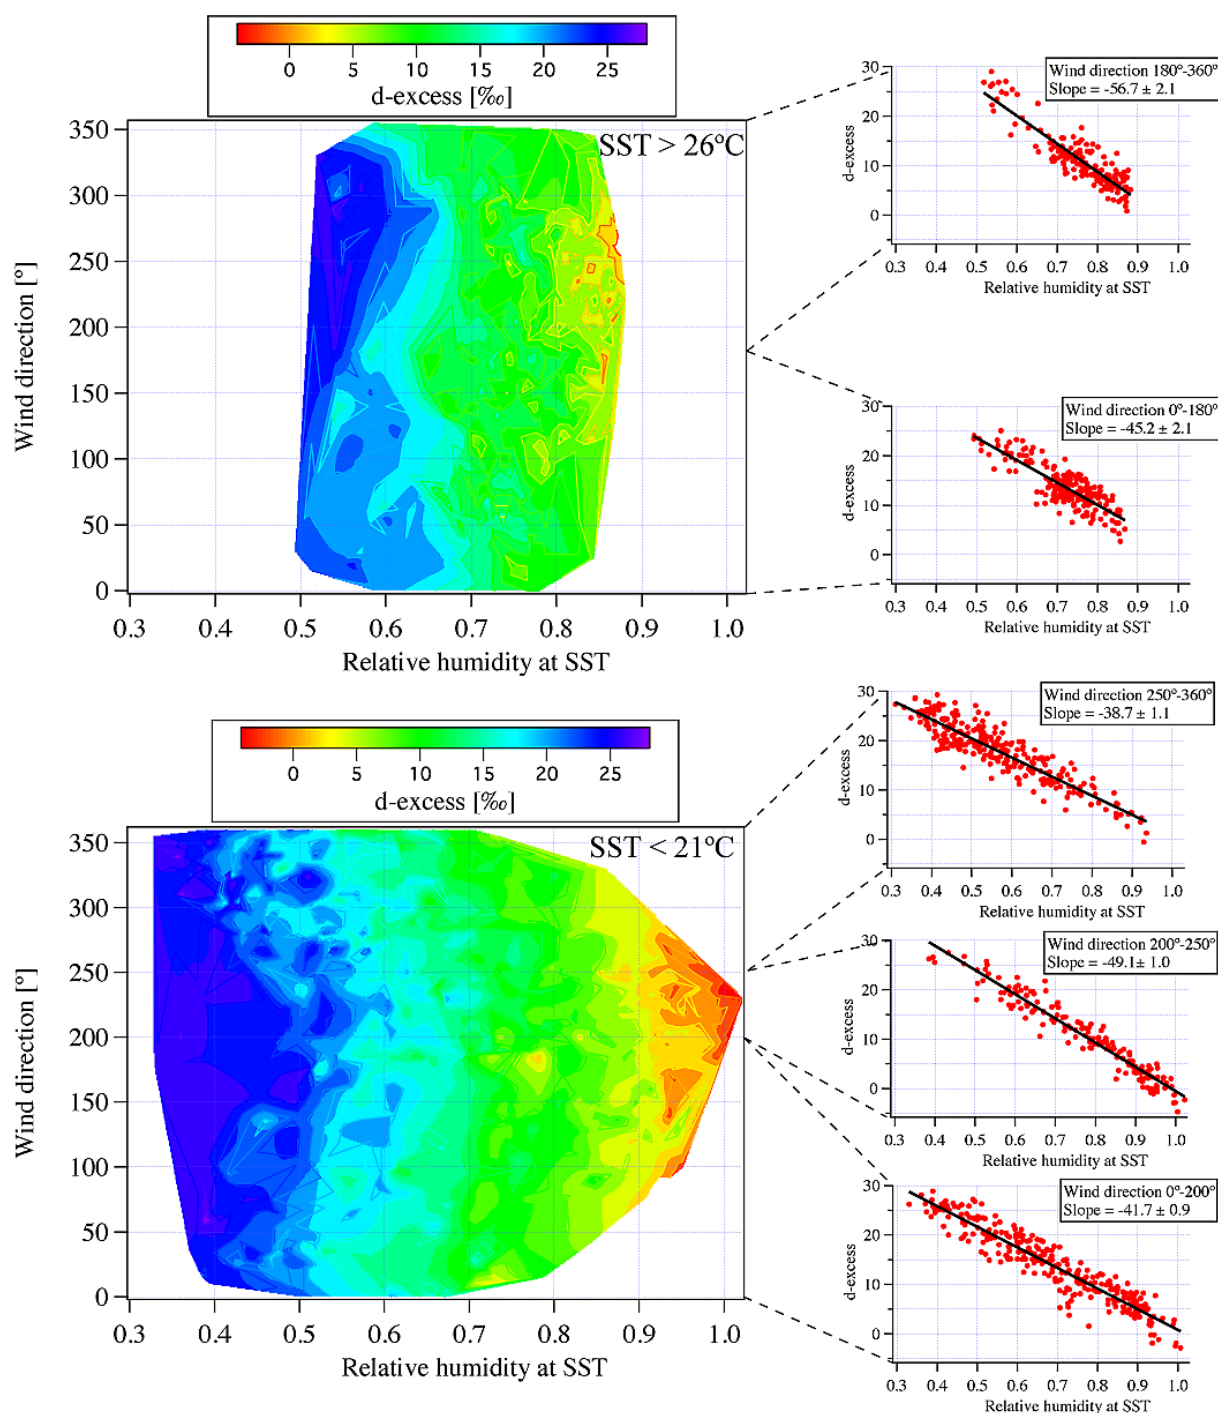 0 5 10 15 20 25
d-excess [‰]
SST > 26°C
350
300
250
200
150
100
50
0
Wind direction [°]
0.3 0.4 0.5 0.6 0.7 0.8 0.9 1.0
Relative humidity at SST
Wind direction 180°-360°
Slope = -56.7 ± 2.1
30
20
10
0
d-excess
0.3 0.4 0.5 0.6 0.7 0.8 0.9 1.0
Relative humidity at SST
Wind direction 0°-180°
Slope = -45.2 ± 2.1
30
20
10
0
d-excess
0.3 0.4 0.5 0.6 0.7 0.8 0.9 1.0
Relative humidity at SST
0 5 10 15 20 25
d-excess [‰]
SST < 21°C
350
300
250
200
150
100
50
0
Wind direction [°]
0.3 0.4 0.5 0.6 0.7 0.8 0.9 1.0
Relative humidity at SST
Wind direction 250°-360°
Slope = -38.7 ± 1.1
30
20
10
0
d-excess
0.3 0.4 0.5 0.6 0.7 0.8 0.9 1.0
Relative humidity at SST
Wind direction 200°-250°
Slope = -49.1± 1.0
30
20
10
0
d-excess
0.3 0.4 0.5 0.6 0.7 0.8 0.9 1.0
Relative humidity at SST
Wind direction 0°-200°
Slope = -41.7 ± 0.9
30
20
10
0
d-excess
0.3 0.4 0.5 0.6 0.7 0.8 0.9 1.0
Relative humidity at SST